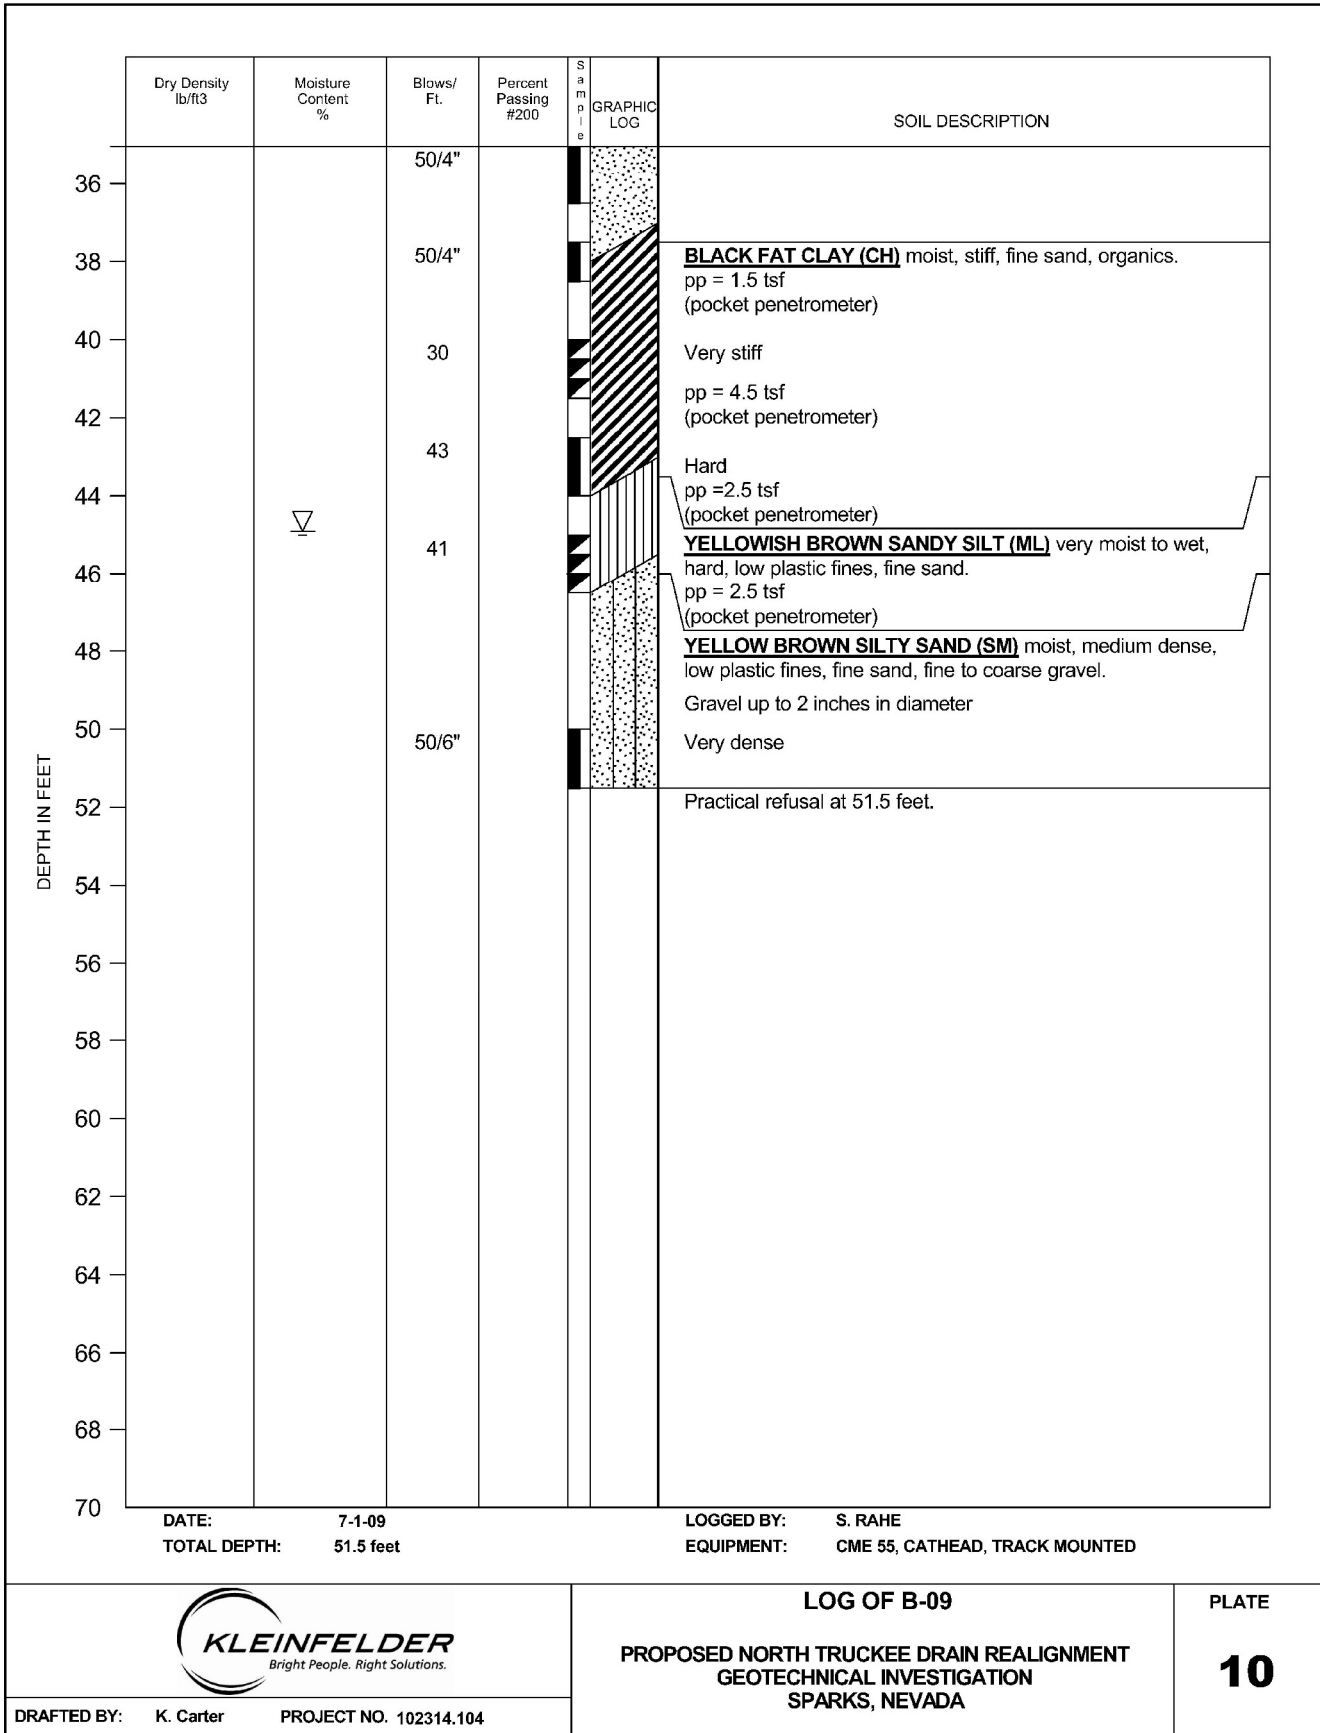 Dry Density
lb/ft3
Moisture
Content
%
Blows/
Ft.
Percent
Passing
#200
Sample
GRAPHIC
LOG
SOIL DESCRIPTION
50/4"
36
38
50/4"
BLACK FAT CLAY (CH) moist, stiff, fine sand, organics.
pp = 1.5 tsf
(pocket penetrometer)
40
30
Very stiff
pp = 4.5 tsf
(pocket penetrometer)
42
43
Hard
44
pp =2.5 tsf
(pocket penetrometer)
41
YELLOWISH BROWN SANDY SILT (ML) very moist to wet,
hard, low plastic fines, fine sand.
46
pp = 2.5 tsf
(pocket penetrometer)
48
YELLOW BROWN SILTY SAND (SM) moist, medium dense,
low plastic fines, fine sand, fine to coarse gravel.
Gravel up to 2 inches in diameter
50
50/6"
Very dense
52
Practical refusal at 51.5 feet.
DEPTH IN FEET
54
56
58
60
62
64
66
68
70
DATE: 7-1-09
TOTAL DEPTH: 51.5 feet
LOGGED BY: S. RAHE
EQUIPMENT: CME 55, CATHEAD, TRACK MOUNTED
KLEINFELDER
Bright People. Right Solutions.
DRAFTED BY: K. Carter PROJECT NO. 102314.104
LOG OF B-09
PROPOSED NORTH TRUCKEE DRAIN REALIGNMENT
GEOTECHNICAL INVESTIGATION
SPARKS, NEVADA
PLATE
10